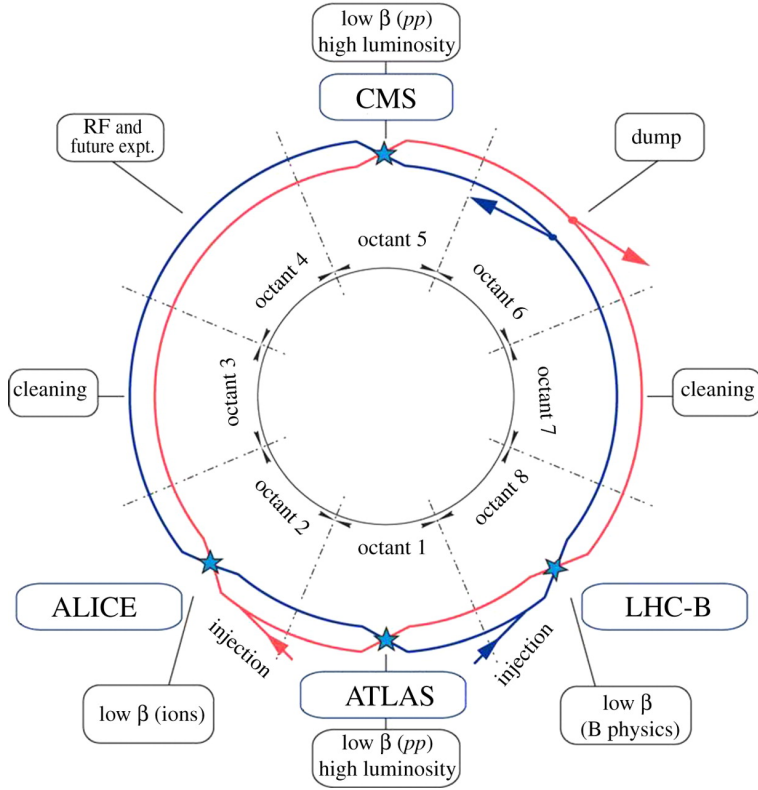 low β (pp)
high luminosity
CMS
RF and
future expt.
dump
octant 5
octant 4
octant 6
cleaning
octant 3
octant 7
cleaning
octant 2
octant 8
octant 1
ALICE
LHC-B
injection
injection
low β (ions)
ATLAS
low β
(B physics)
low β (pp)
high luminosity